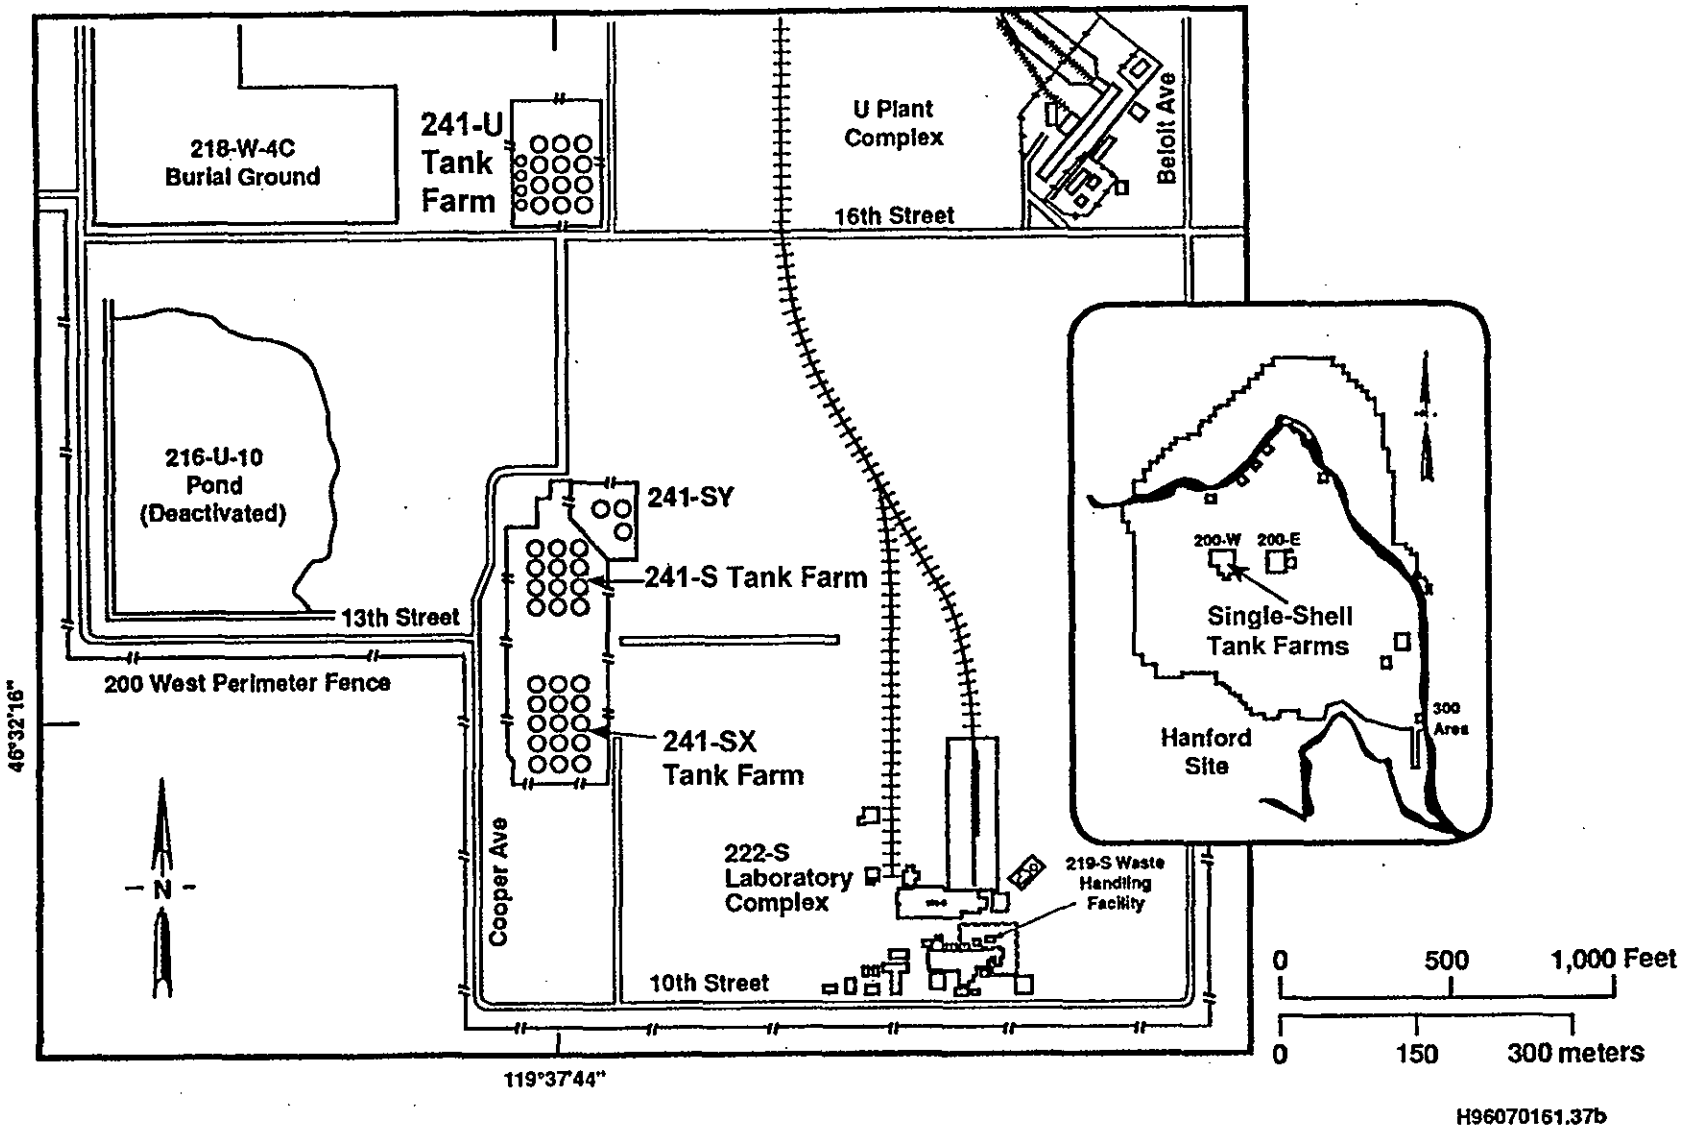 241-U
Tank
Farm
218-W-4C
Burial Ground
U Plant
Complex
Beloit Ave
16th Street
216-U-10
Pond
(Deactivated)
241-SY
241-S Tank Farm
13th Street
200 West Perimeter Fence
241-SX
Tank Farm
46°32'16"
N
Cooper Ave
222-S
Laboratory
Complex
219-S Waste
Handling
Facility
10th Street
119°37'44"
200-W
200-E
Single-Shell
Tank Farms
300
Area
Hanford
Site
0 500 1,000 Feet
0 150 300 meters
H96070161.37b